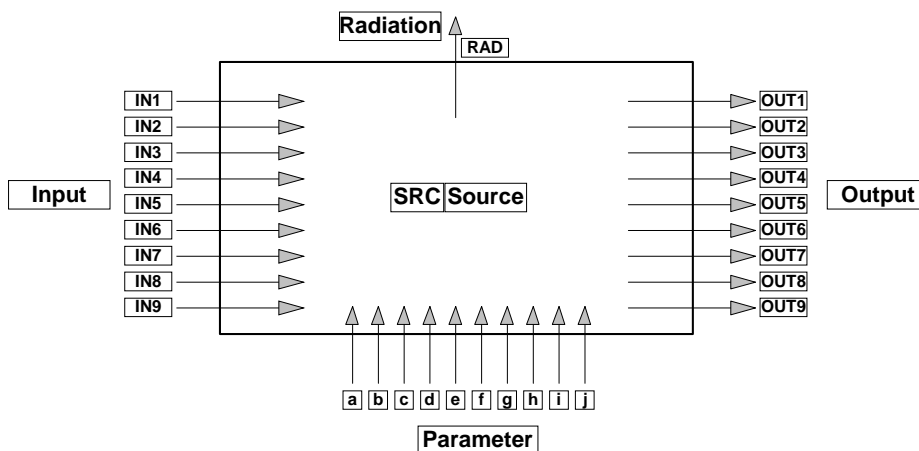 Radiation
RAD
IN1
OUT1
IN2
OUT2
IN3
OUT3
IN4
OUT4
Input
SRC Source
Output
IN5
OUT5
IN6
OUT6
IN7
OUT7
IN8
OUT8
IN9
OUT9
a b c d e f g h i j
Parameter